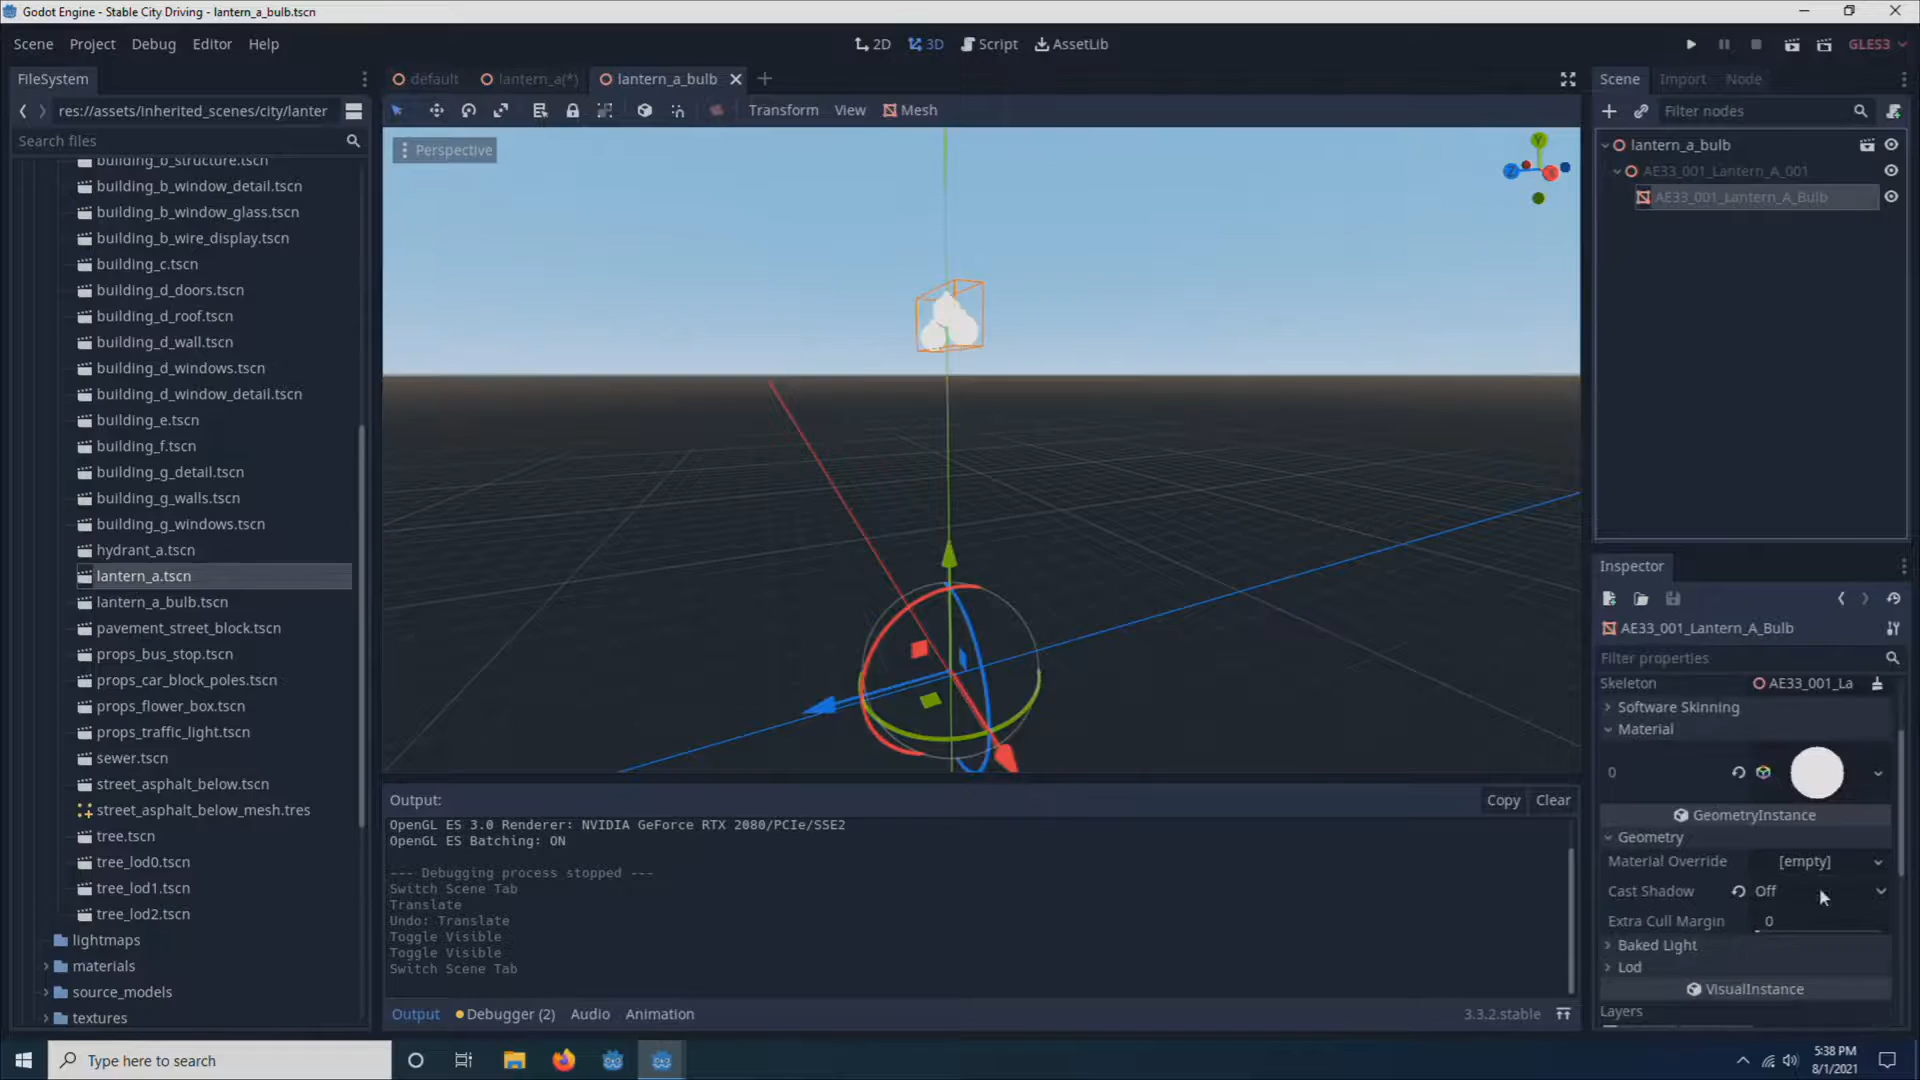 Godot Engine - Stable City Driving - lantern_a_bulb.tscn
Scene Project Debug Editor Help
2D 3D Script AssetLib
GLES3
FileSystem
default lantern_a(*) lantern_a_bulb
Scene Import Node
res://assets/inherited_scenes/city/lanter
Transform View Mesh
Filter nodes
Search files
Perspective
building_b_structure.tscn
building_b_window_detail.tscn
building_b_window_glass.tscn
building_b_wire_display.tscn
building_c.tscn
building_d_doors.tscn
building_d_roof.tscn
building_d_wall.tscn
building_d_windows.tscn
building_d_window_detail.tscn
building_e.tscn
building_f.tscn
building_g_detail.tscn
building_g_walls.tscn
building_g_windows.tscn
hydrant_a.tscn
lantern_a.tscn
lantern_a_bulb.tscn
pavement_street_block.tscn
props_bus_stop.tscn
props_car_block_poles.tscn
props_flower_box.tscn
props_traffic_light.tscn
sewer.tscn
street_asphalt_below.tscn
street_asphalt_below_mesh.tres
tree.tscn
tree_lod0.tscn
tree_lod1.tscn
tree_lod2.tscn
lightmaps
materials
source_models
textures
Y
Z
lantern_a_bulb
AE33_001_Lantern_A_001
AE33_001_Lantern_A_Bulb
Output:
Copy Clear
OpenGL ES 3.0 Renderer: NVIDIA GeForce RTX 2080/PCIe/SSE2
OpenGL ES Batching: ON
--- Debugging process stopped ---
Switch Scene Tab
Translate
Undo: Translate
Toggle Visible
Toggle Visible
Switch Scene Tab
Output Debugger (2) Audio Animation
3.3.2.stable
Inspector
AE33_001_Lantern_A_Bulb
Filter properties
Skeleton AE33_001_La
Software Skinning
Material
0
GeometryInstance
Geometry
Material Override [empty]
Cast Shadow Off
Extra Cull Margin 0
Baked Light
Lod
VisualInstance
Layers
Type here to search
5:38 PM
8/1/2021